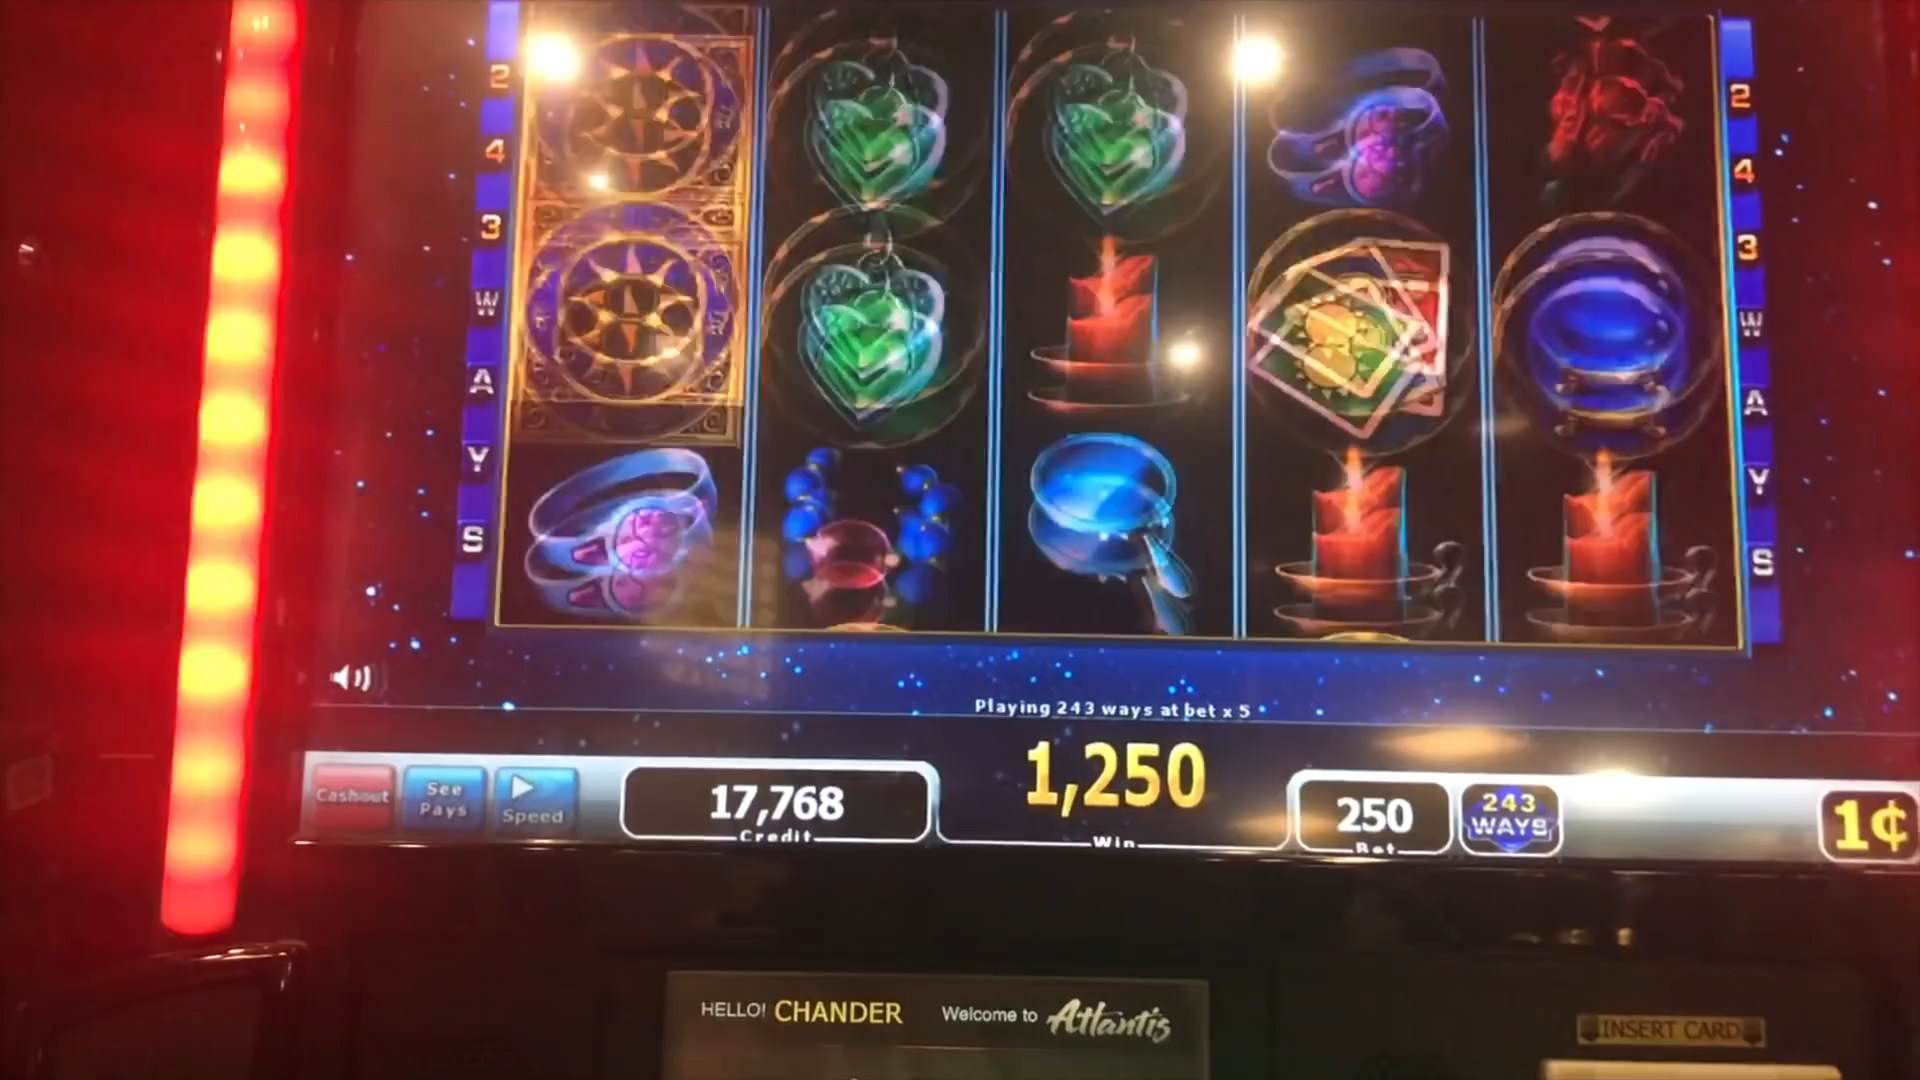 2
4
3
W
A
Y
S
2
4
3
W
A
Y
S
Playing 243 ways at bet x 5
Cashout
See
Pays
Speed
17,768
Credit
1,250
Win
250
Bet
243
WAYS
1¢
HELLO! CHANDER
Welcome to Atlantis
INSERT CARD